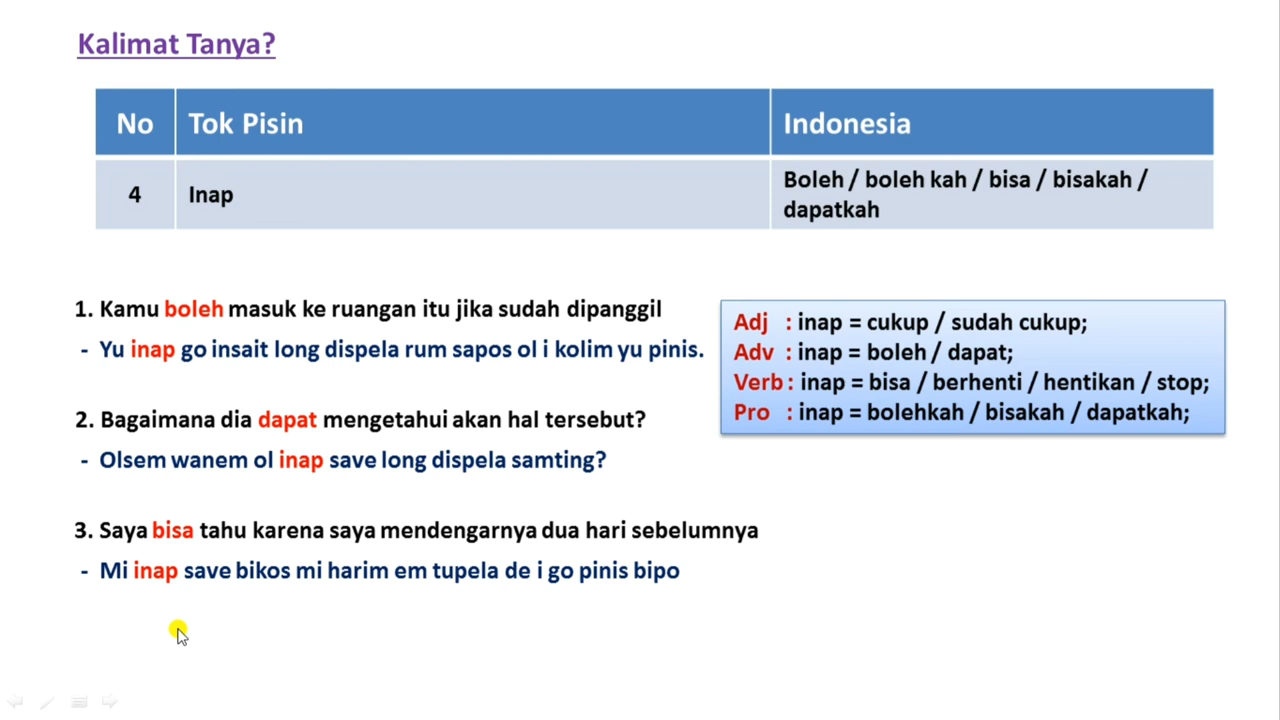 Kalimat Tanya?
No Tok Pisin Indonesia
4 Inap Boleh / boleh kah / bisa / bisakah /
dapatkah
1. Kamu boleh masuk ke ruangan itu jika sudah dipanggil
- Yu inap go insait long dispela rum sapos ol i kolim yu pinis.
2. Bagaimana dia dapat mengetahui akan hal tersebut?
- Olsem wanem ol inap save long dispela samting?
3. Saya bisa tahu karena saya mendengarnya dua hari sebelumnya
- Mi inap save bikos mi harim em tupela de i go pinis bipo
Adj : inap = cukup / sudah cukup;
Adv : inap = boleh / dapat;
Verb : inap = bisa / berhenti / hentikan / stop;
Pro : inap = bolehkah / bisakah / dapatkah;